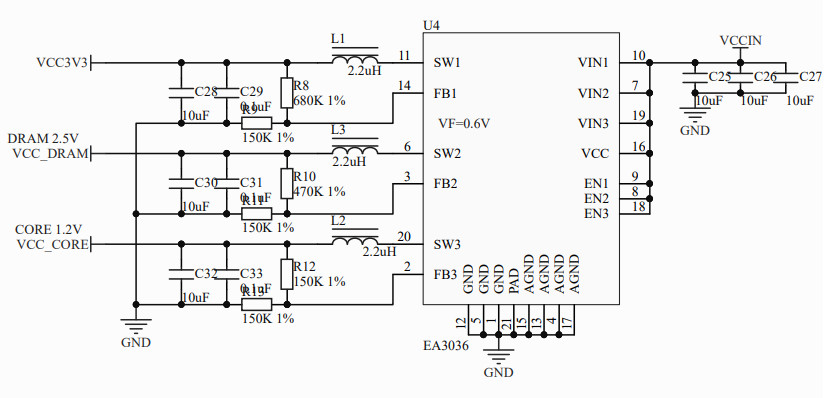 L1
U4
VCC3V3
2.2uH
11
SW1
VIN1
10
VCCIN
C28
C29
R8
680K 1%
14
FB1
VIN2
7
C25
C26
C27
10uF
0.1uF
R9
150K 1%
10uF
10uF
10uF
GND
VF=0.6V
VIN3
19
DRAM 2.5V
VCC_DRAM
L3
2.2uH
6
SW2
VCC
16
C30
C31
R10
470K 1%
3
FB2
EN1
9
EN2
8
EN3
18
10uF
0.1uF
R11
150K 1%
CORE 1.2V
VCC_CORE
L2
2.2uH
20
SW3
C32
C33
R12
150K 1%
2
FB3
10uF
0.1uF
R13
150K 1%
GND
GND
GND
GND
PAD
AGND
AGND
AGND
AGND
12
5
1
21
15
13
4
17
EA3036
GND